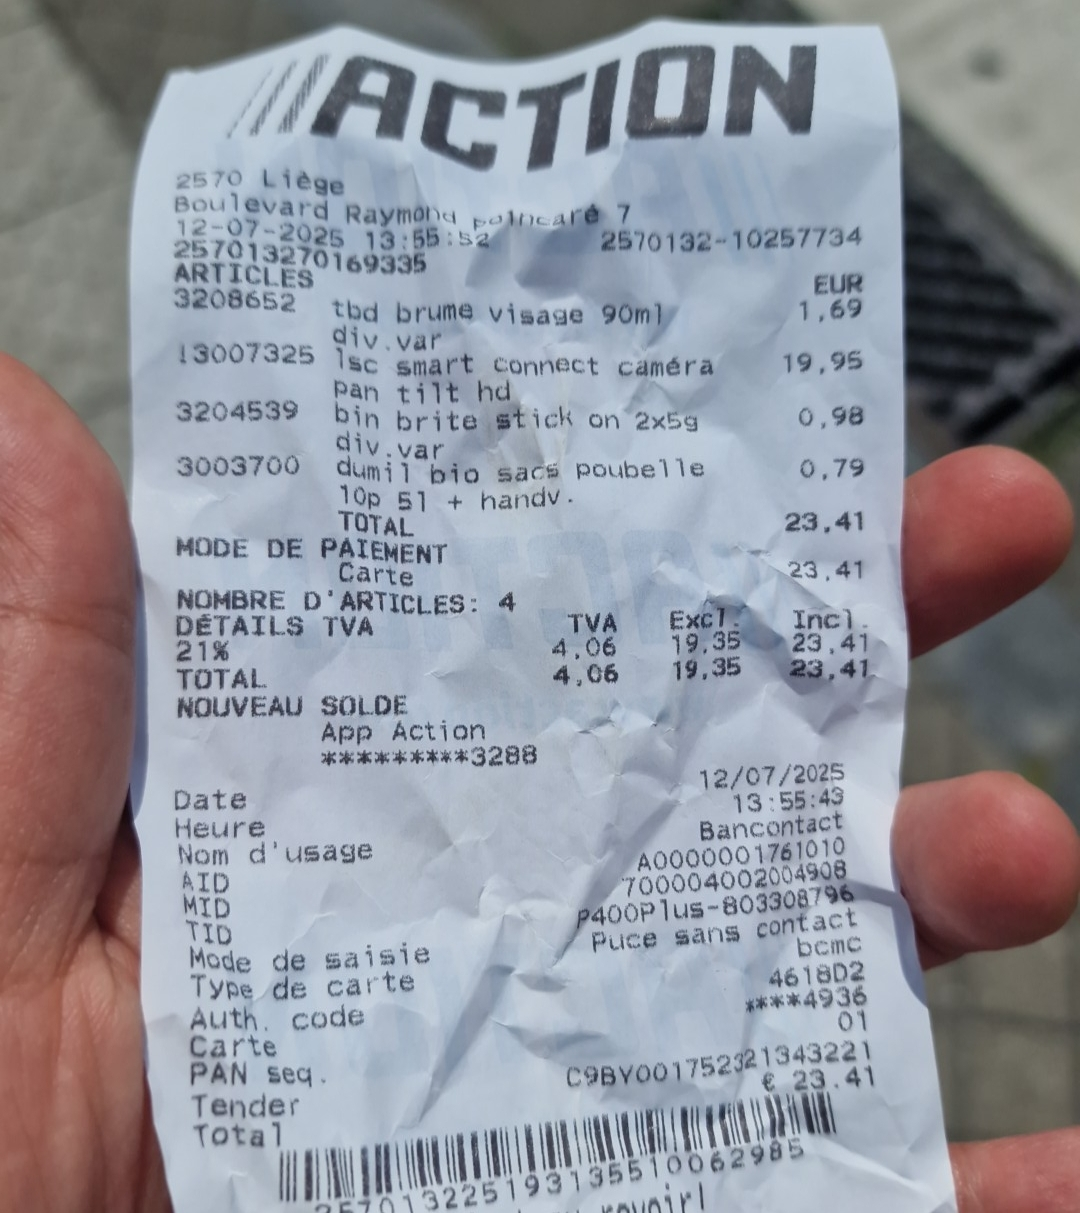 ACTION
2570 Liège
Boulevard Raymond poincaré 7
12-07-2025 13:55:52 2570132-10257734
257013270169335
ARTICLES EUR
3208652 tbd brume visage 90ml 1,69
div.var
!3007325 lsc smart connect caméra 19,95
pan tilt hd
3204539 bin brite stick on 2x5g 0,98
div.var
3003700 dumil bio sacs poubelle 0,79
10p 5l + handv.
TOTAL 23,41
MODE DE PAIEMENT
Carte 23,41
NOMBRE D'ARTICLES: 4
DÉTAILS TVA TVA Excl. Incl.
21% 4,06 19,35 23,41
TOTAL 4,06 19,35 23,41
NOUVEAU SOLDE
App Action
*********3288
Date 12/07/2025
Heure 13:55:43
Nom d'usage Bancontact
AID A0000001761010
MID 700004002004908
TID P400Plus-803308796
Mode de saisie Puce sans contact
Type de carte bcmc
Auth. code 4618D2
Carte ****4936
PAN seq. 01
Tender C9BY001752321343221
Total € 23.41
257013225193135510062985
revoir!